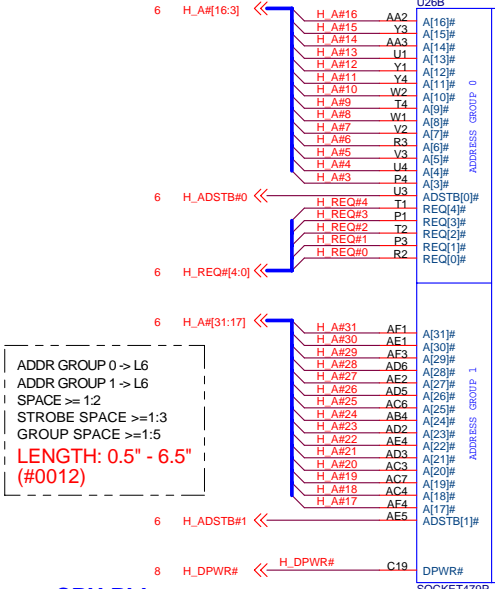 U26B
6 H_A#[16:3]
H_A#16 AA2 A[16]#
H_A#15 Y3 A[15]#
H_A#14 AA3 A[14]#
H_A#13 U1 A[13]#
H_A#12 Y1 A[12]#
H_A#11 Y4 A[11]#
H_A#10 W2 A[10]#
H_A#9 T4 A[9]#
H_A#8 W1 A[8]#
H_A#7 V2 A[7]#
H_A#6 R3 A[6]#
H_A#5 V3 A[5]#
H_A#4 U4 A[4]#
H_A#3 P4 A[3]#
ADDRESS GROUP 0
6 H_ADSTB#0 U3 ADSTB[0]#
H_REQ#4 T1 REQ[4]#
H_REQ#3 P1 REQ[3]#
H_REQ#2 T2 REQ[2]#
H_REQ#1 P3 REQ[1]#
H_REQ#0 R2 REQ[0]#
6 H_REQ#[4:0]
6 H_A#[31:17]
H_A#31 AF1 A[31]#
H_A#30 AE1 A[30]#
H_A#29 AF3 A[29]#
H_A#28 AD6 A[28]#
H_A#27 AE2 A[27]#
H_A#26 AD5 A[26]#
H_A#25 AC6 A[25]#
H_A#24 AB4 A[24]#
H_A#23 AD2 A[23]#
H_A#22 AE4 A[22]#
H_A#21 AD3 A[21]#
H_A#20 AC3 A[20]#
H_A#19 AC7 A[19]#
H_A#18 AC4 A[18]#
H_A#17 AF4 A[17]#
ADDRESS GROUP 1
6 H_ADSTB#1 AE5 ADSTB[1]#
ADDR GROUP 0 -> L6
ADDR GROUP 1 -> L6
SPACE >= 1:2
STROBE SPACE >=1:3
GROUP SPACE >=1:5
LENGTH: 0.5" - 6.5"
(#0012)
8 H_DPWR# H_DPWR# C19 DPWR#
SOCKET479P